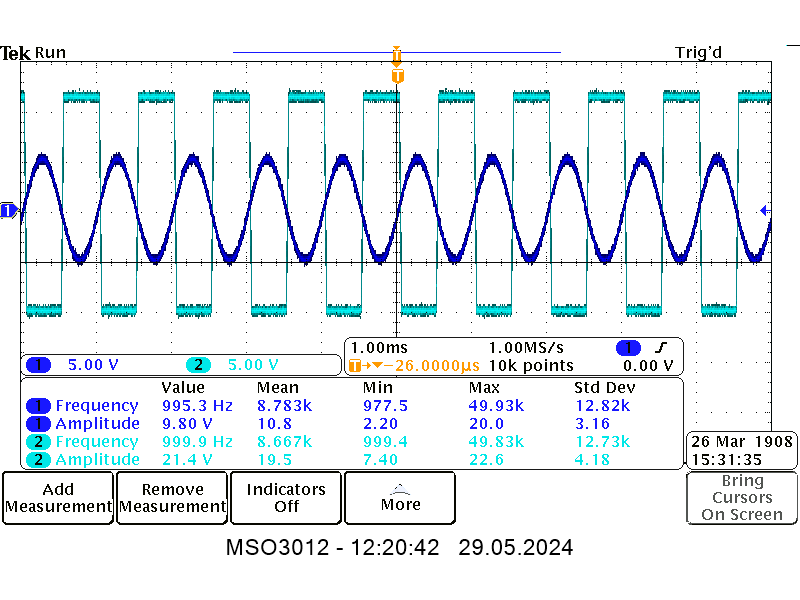 Tek Run Trig'd
T
T
1
1 5.00 V 2 5.00 V
1.00ms 1.00MS/s 1
T→▼−26.0000µs 10k points 0.00 V
Value Mean Min Max Std Dev
1 Frequency 995.3 Hz 8.783k 977.5 49.93k 12.82k
1 Amplitude 9.80 V 10.8 2.20 20.0 3.16
2 Frequency 999.9 Hz 8.667k 999.4 49.83k 12.73k
2 Amplitude 21.4 V 19.5 7.40 22.6 4.18
26 Mar 1908
15:31:35
Add
Measurement
Remove
Measurement
Indicators
Off
More
Bring
Cursors
On Screen
MSO3012 - 12:20:42 29.05.2024